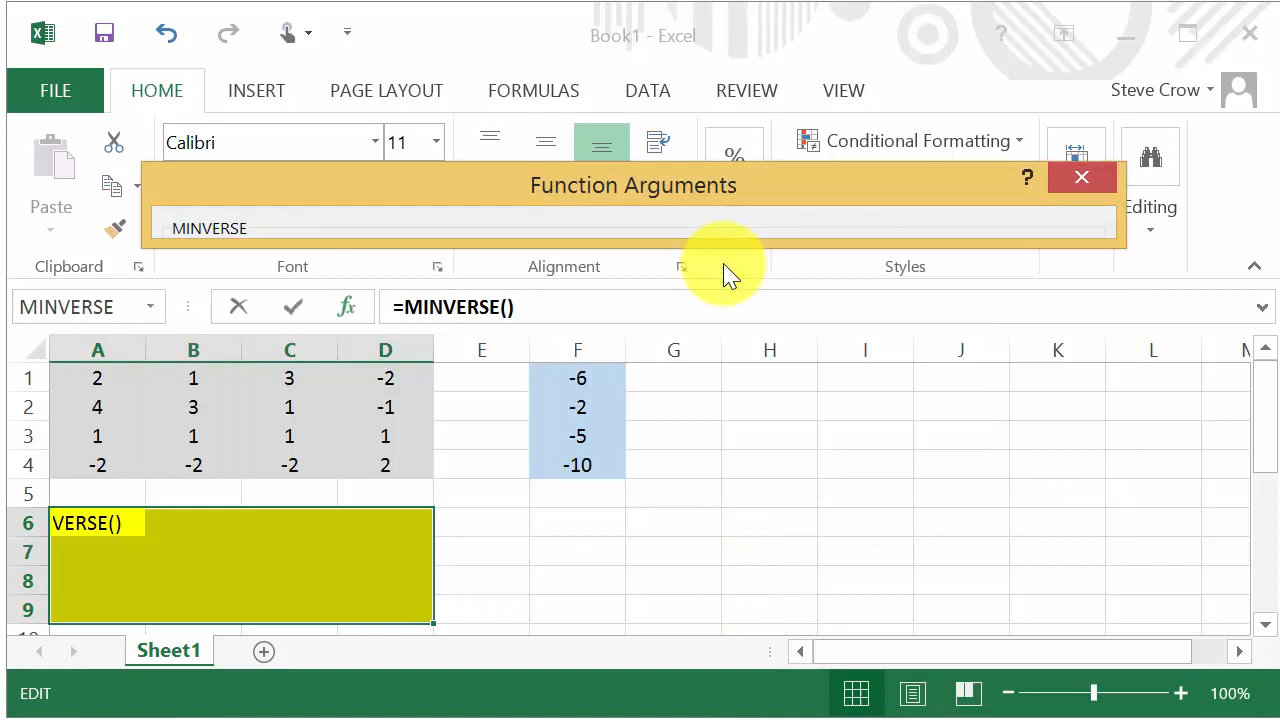 Book1 - Excel
?
FILE HOME INSERT PAGE LAYOUT FORMULAS DATA REVIEW VIEW Steve Crow
Calibri 11 % Conditional Formatting
Function Arguments ?
Paste Editing
MINVERSE
Clipboard Font Alignment Styles
MINVERSE fx =MINVERSE()
A B C D E F G H I J K L M
1 2 1 3 -2 -6
2 4 3 1 -1 -2
3 1 1 1 1 -5
4 -2 -2 -2 2 -10
5
6 VERSE()
7
8
9
10
Sheet1
EDIT 100%